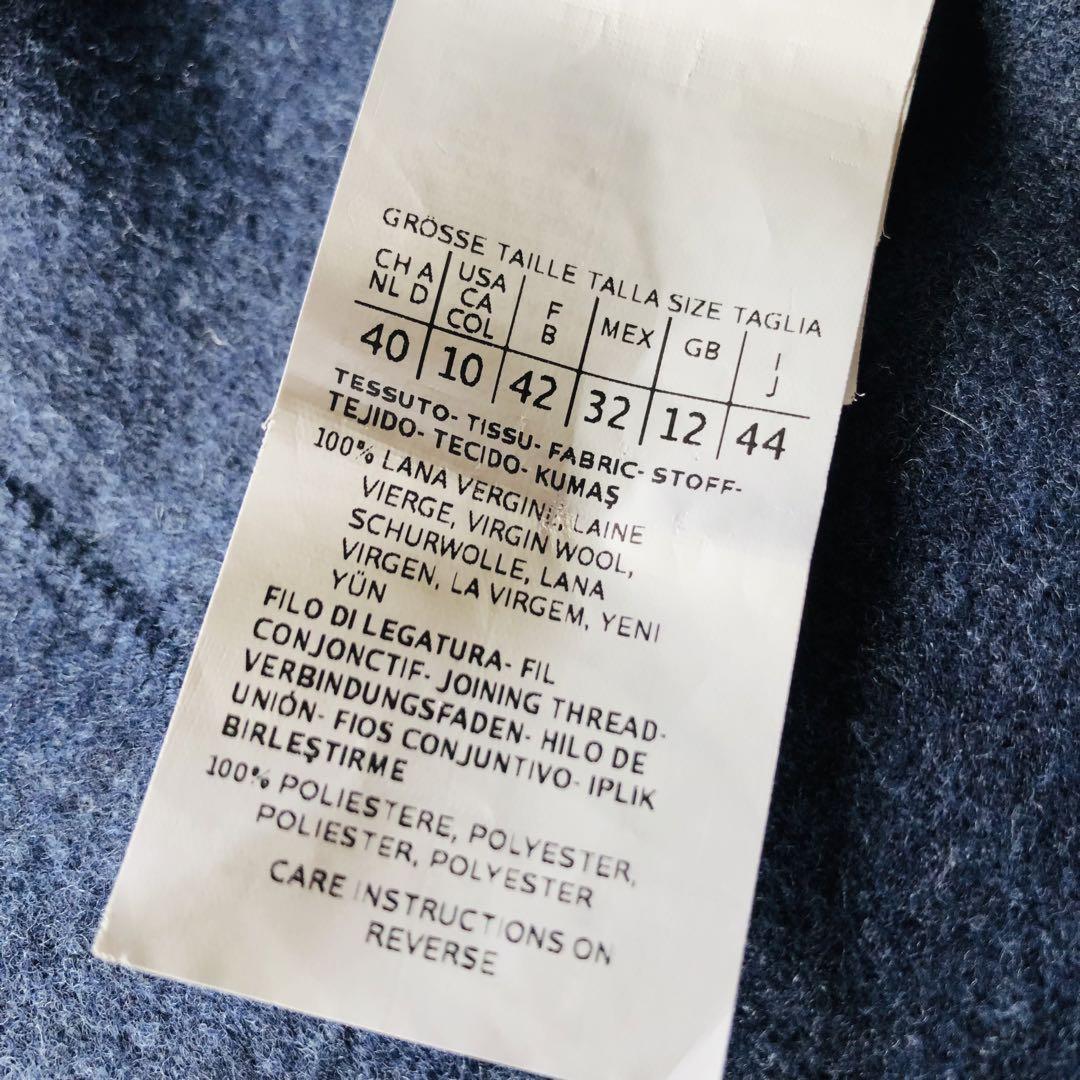 GRÖSSE TAILLE TALLA SIZE TAGLIA
CH A NL D | USA CA COL | F B | MEX | GB | I J
40 | 10 | 42 | 32 | 12 | 44
TESSUTO- TISSU- FABRIC- STOFF-
TEJIDO- TECIDO- KUMAŞ
100% LANA VERGINE, LAINE
VIERGE, VIRGIN WOOL,
SCHURWOLLE, LANA
VIRGEN, LA VIRGEM, YENI
YÜN
FILO DI LEGATURA- FIL
CONJONCTIF- JOINING THREAD-
VERBINDUNGSFADEN- HILO DE
UNIÓN- FIOS CONJUNTIVO- IPLIK
BIRLEŞTIRME
100% POLIESTERE, POLYESTER,
POLIESTER, POLYESTER
CARE INSTRUCTIONS ON
REVERSE